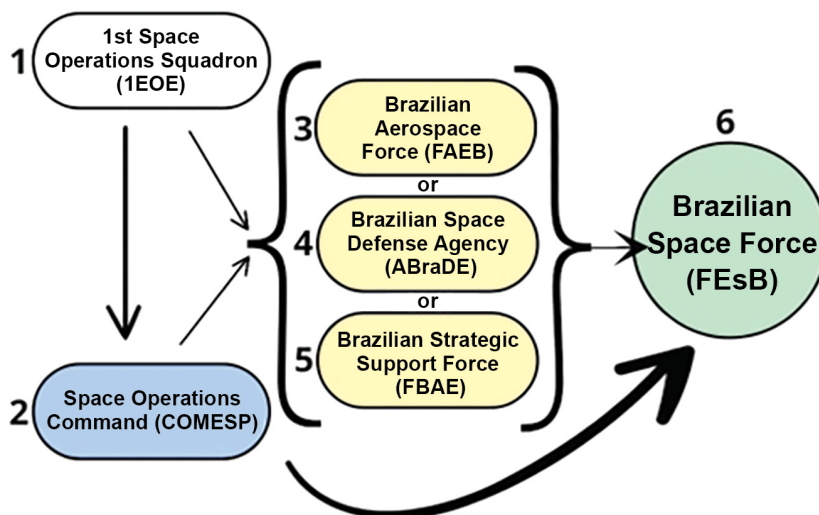 1
1st Space
Operations Squadron
(1EOE)
2
Space Operations
Command (COMESP)
3
Brazilian
Aerospace
Force (FAEB)
or
4
Brazilian Space
Defense Agency
(ABraDE)
or
5
Brazilian Strategic
Support Force
(FBAE)
6
Brazilian
Space Force
(FEsB)